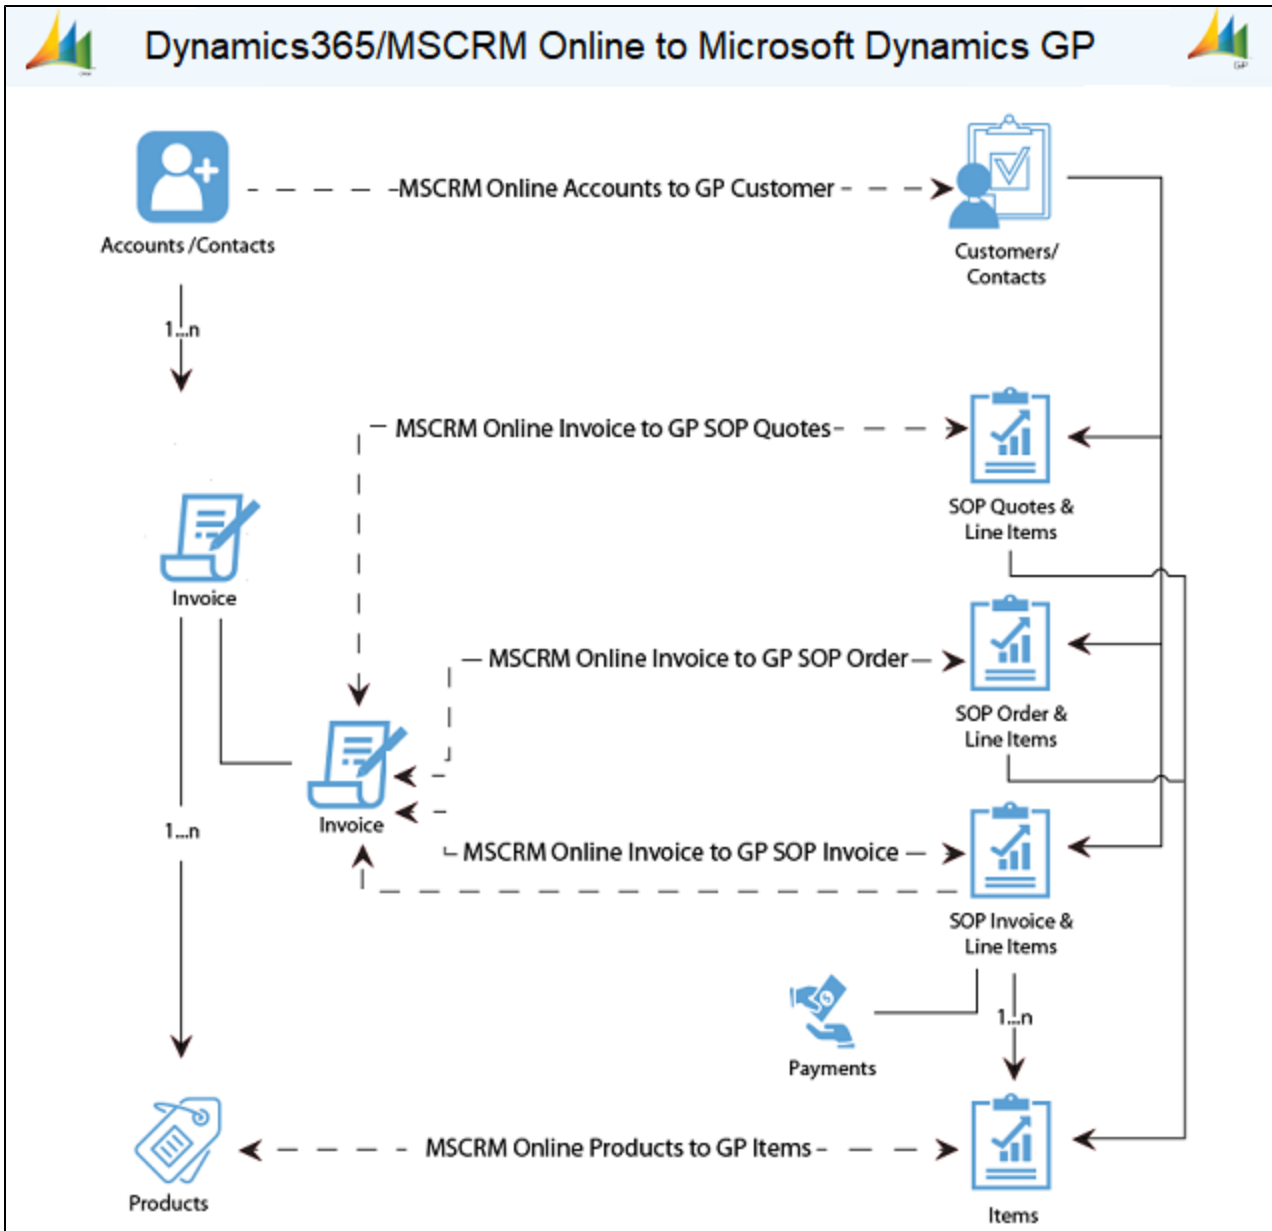 Dynamics365/MSCRM Online to Microsoft Dynamics GP
GP
MSCRM Online Accounts to GP Customer
Accounts /Contacts
Customers/
Contacts
1...n
MSCRM Online Invoice to GP SOP Quotes
SOP Quotes &
Line Items
Invoice
MSCRM Online Invoice to GP SOP Order
SOP Order &
Line Items
Invoice
1...n
MSCRM Online Invoice to GP SOP Invoice
SOP Invoice &
Line Items
1...n
Payments
MSCRM Online Products to GP Items
Products
Items